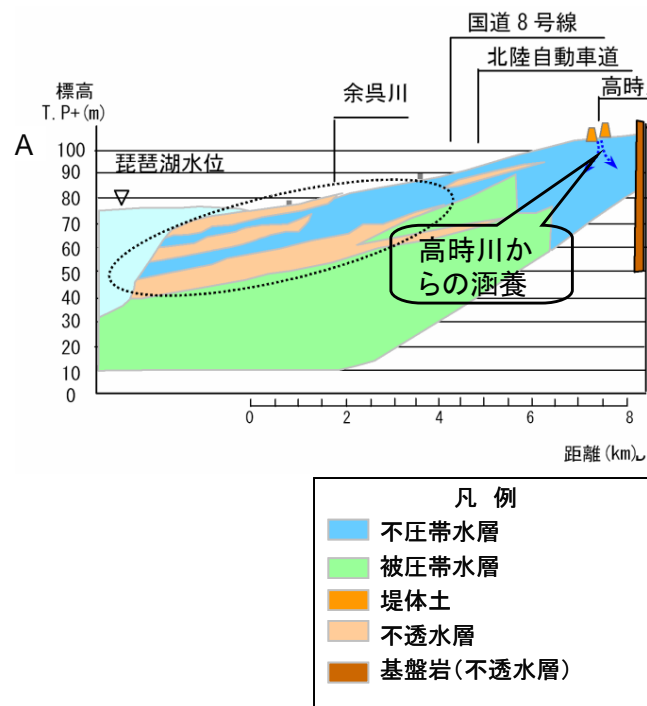 国道８号線
北陸自動車道
高時
余呉川
標高
T.P+(m)
A
琵琶湖水位
100
90
80
70
60
50
40
30
20
10
0
高時川か
らの涵養
0 2 4 6 8
距離(km)
凡 例
不圧帯水層
被圧帯水層
堤体土
不透水層
基盤岩(不透水層)